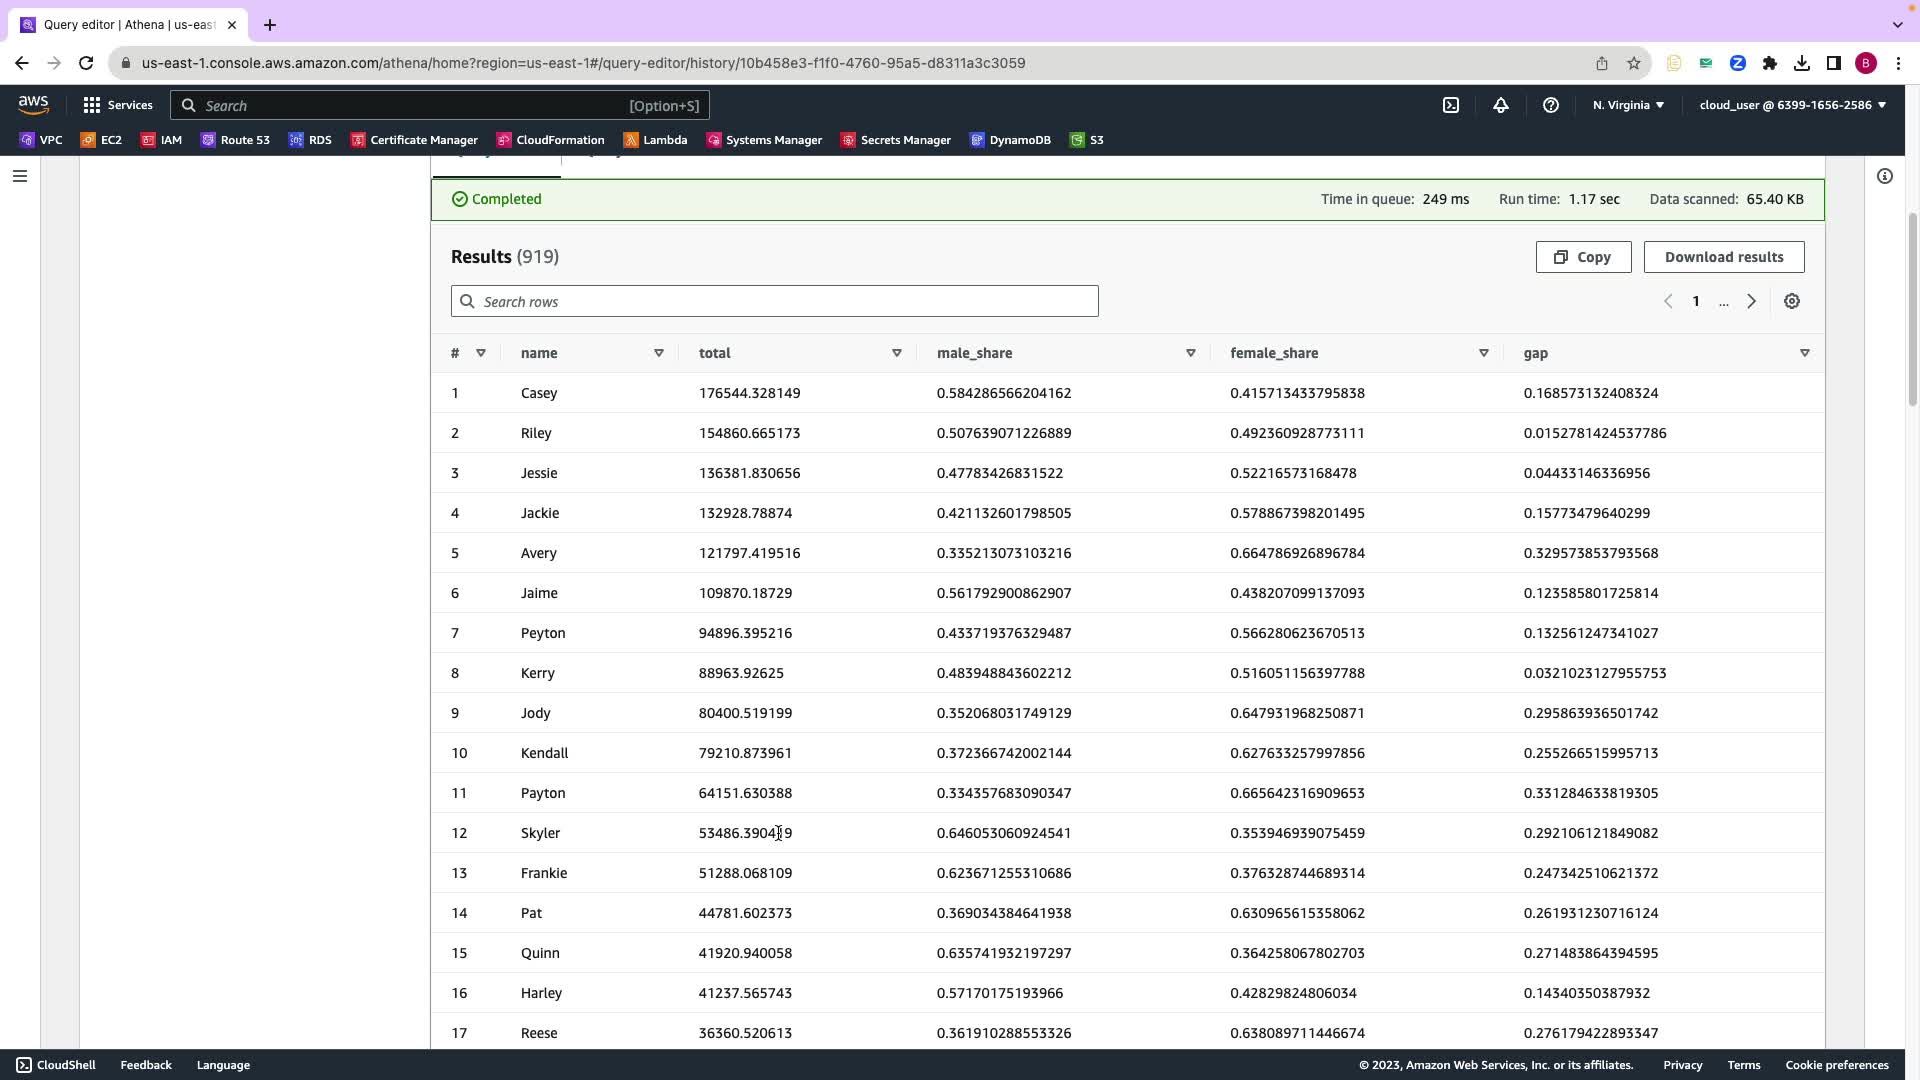 Query editor | Athena | us-east
us-east-1.console.aws.amazon.com/athena/home?region=us-east-1#/query-editor/history/10b458e3-f1f0-4760-95a5-d8311a3c3059
B
aws Services Search [Option+S] N. Virginia cloud_user @ 6399-1656-2586
VPC EC2 IAM Route 53 RDS Certificate Manager CloudFormation Lambda Systems Manager Secrets Manager DynamoDB S3
Completed Time in queue: 249 ms Run time: 1.17 sec Data scanned: 65.40 KB
Results (919) Copy Download results
Search rows 1 ...
# name total male_share female_share gap
1 Casey 176544.328149 0.584286566204162 0.415713433795838 0.168573132408324
2 Riley 154860.665173 0.507639071226889 0.492360928773111 0.0152781424537786
3 Jessie 136381.830656 0.47783426831522 0.52216573168478 0.04433146336956
4 Jackie 132928.78874 0.421132601798505 0.578867398201495 0.15773479640299
5 Avery 121797.419516 0.335213073103216 0.664786926896784 0.329573853793568
6 Jaime 109870.18729 0.561792900862907 0.438207099137093 0.123585801725814
7 Peyton 94896.395216 0.433719376329487 0.566280623670513 0.132561247341027
8 Kerry 88963.92625 0.483948843602212 0.516051156397788 0.0321023127955753
9 Jody 80400.519199 0.352068031749129 0.647931968250871 0.295863936501742
10 Kendall 79210.873961 0.372366742002144 0.627633257997856 0.255266515995713
11 Payton 64151.630388 0.334357683090347 0.665642316909653 0.331284633819305
12 Skyler 0.646053060924541 0.353946939075459 0.292106121849082
13 Frankie 51288.068109 0.623671255310686 0.376328744689314 0.247342510621372
14 Pat 44781.602373 0.369034384641938 0.630965615358062 0.261931230716124
15 Quinn 41920.940058 0.635741932197297 0.364258067802703 0.271483864394595
16 Harley 41237.565743 0.57170175193966 0.42829824806034 0.14340350387932
17 Reese 36360.520613 0.361910288553326 0.638089711446674 0.276179422893347
CloudShell Feedback Language © 2023, Amazon Web Services, Inc. or its affiliates. Privacy Terms Cookie preferences